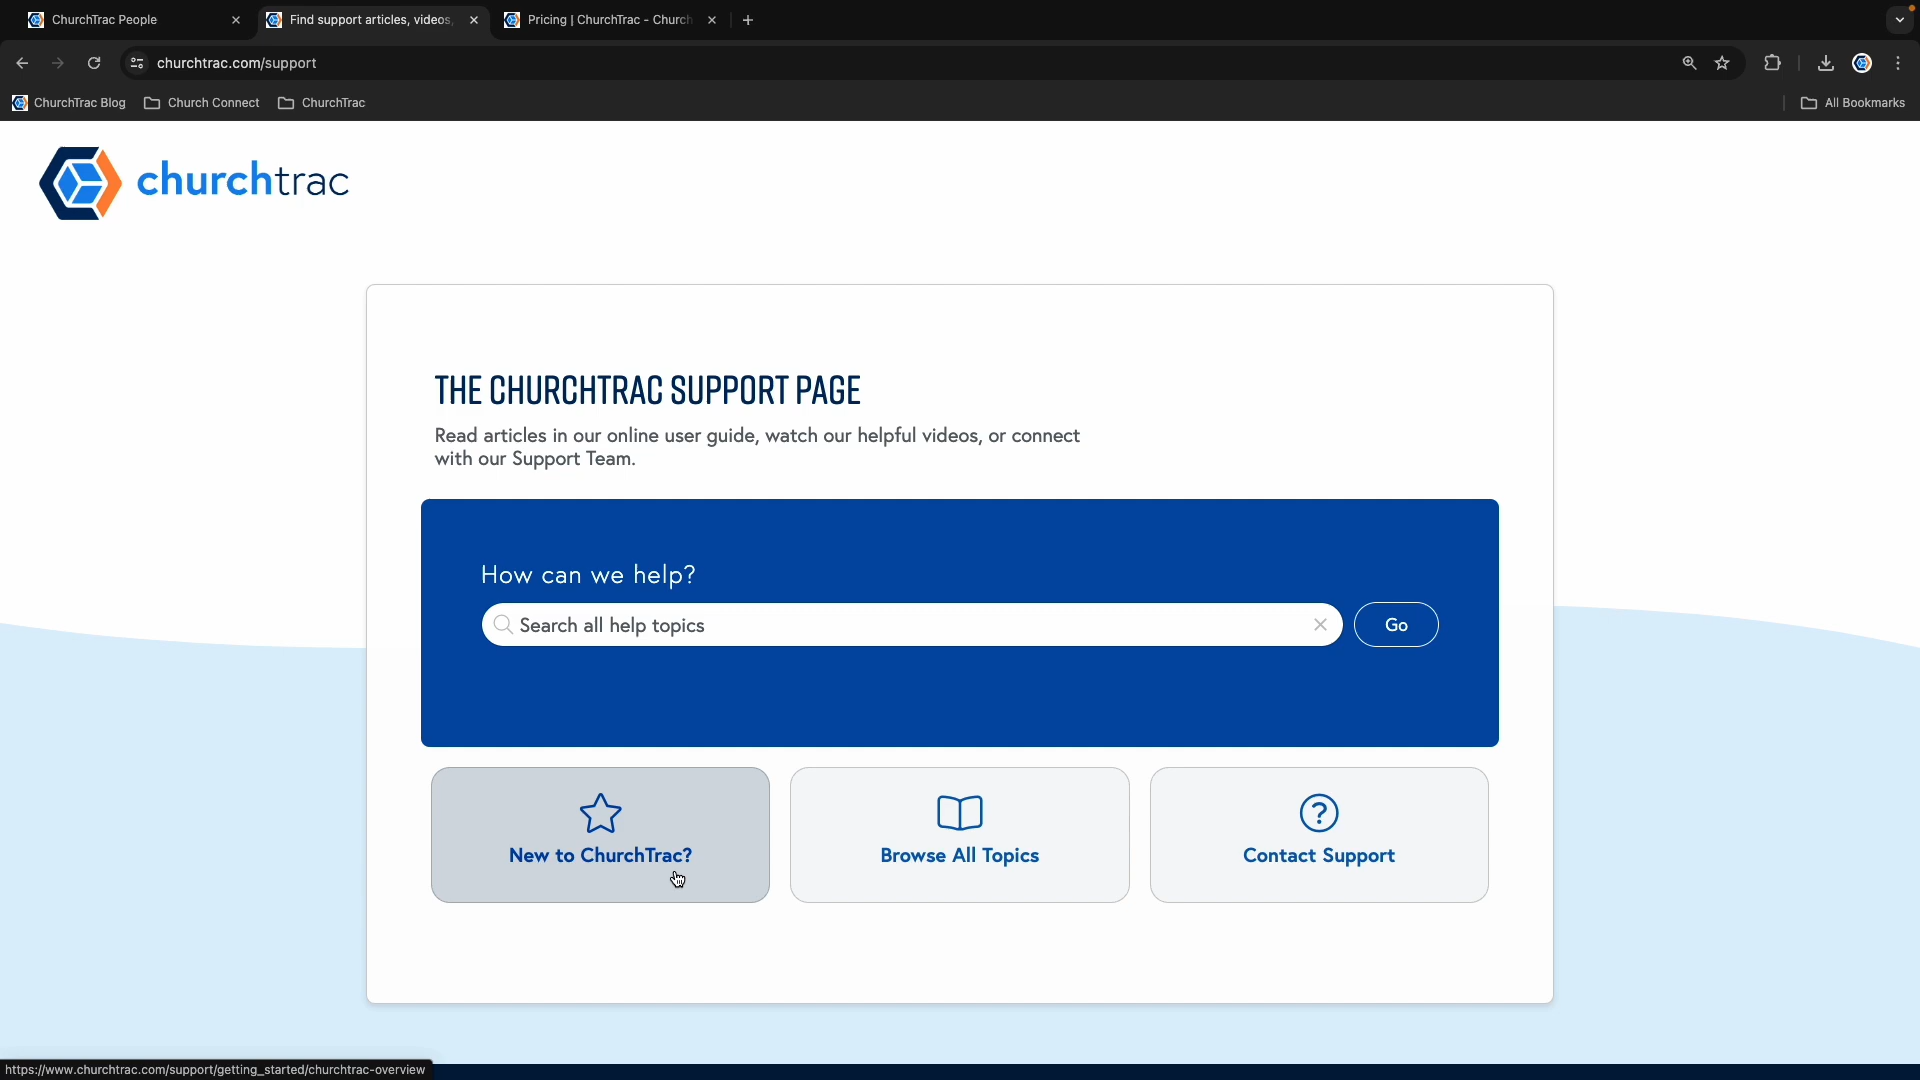 ChurchTrac People
Find support articles, videos,
Pricing | ChurchTrac - Church
churchtrac.com/support
ChurchTrac Blog
Church Connect
ChurchTrac
All Bookmarks
churchtrac
THE CHURCHTRAC SUPPORT PAGE
Read articles in our online user guide, watch our helpful videos, or connect
with our Support Team.
How can we help?
Search all help topics
Go
New to ChurchTrac?
Browse All Topics
Contact Support
https://www.churchtrac.com/support/getting_started/churchtrac-overview